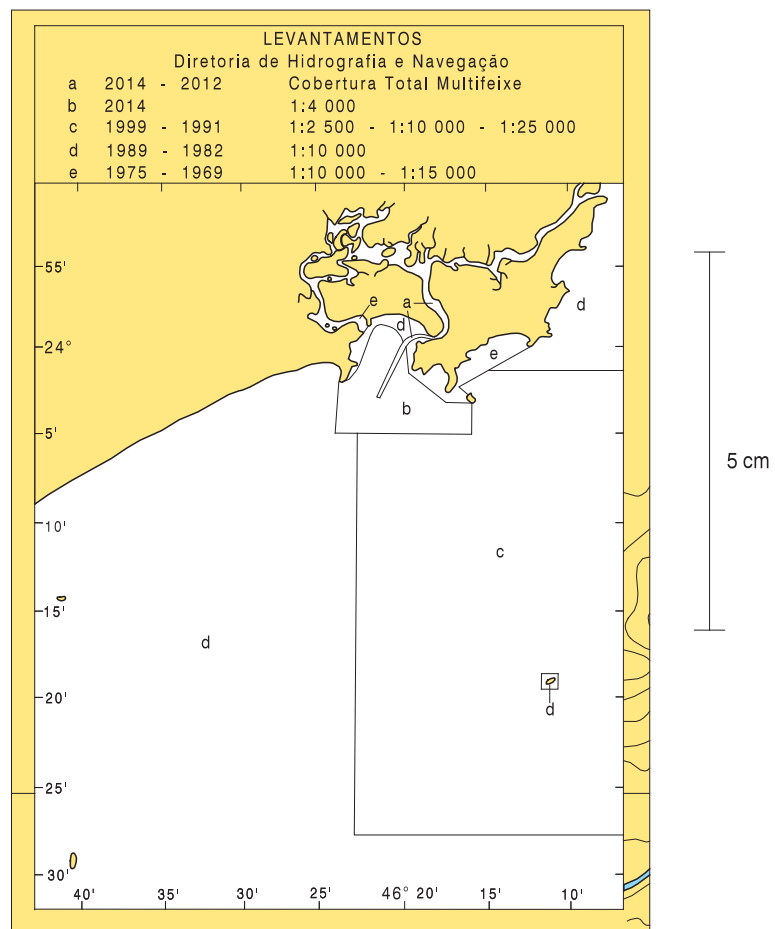 LEVANTAMENTOS
Diretoria de Hidrografia e Navegação
a 2014 - 2012 Cobertura Total Multifeixe
b 2014 1:4 000
c 1999 - 1991 1:2 500 - 1:10 000 - 1:25 000
d 1989 - 1982 1:10 000
e 1975 - 1969 1:10 000 - 1:15 000
55'
e a
d
d
24°
e
b
5'
5 cm
10'
c
15'
d
20'
d
25'
30'
40' 35' 30' 25' 46° 20' 15' 10'